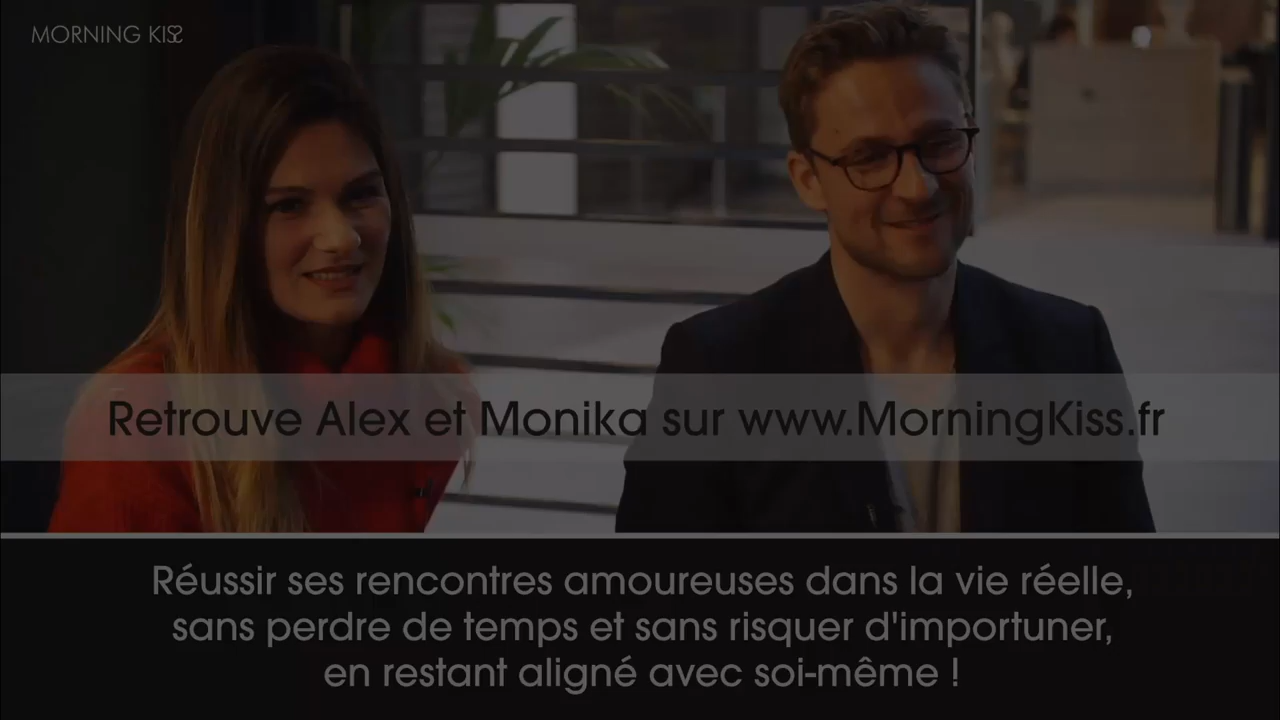 MORNING KISS
Retrouve Alex et Monika sur www.MorningKiss.fr
Réussir ses rencontres amoureuses dans la vie réelle,
sans perdre de temps et sans risquer d'importuner,
en restant aligné avec soi-même !